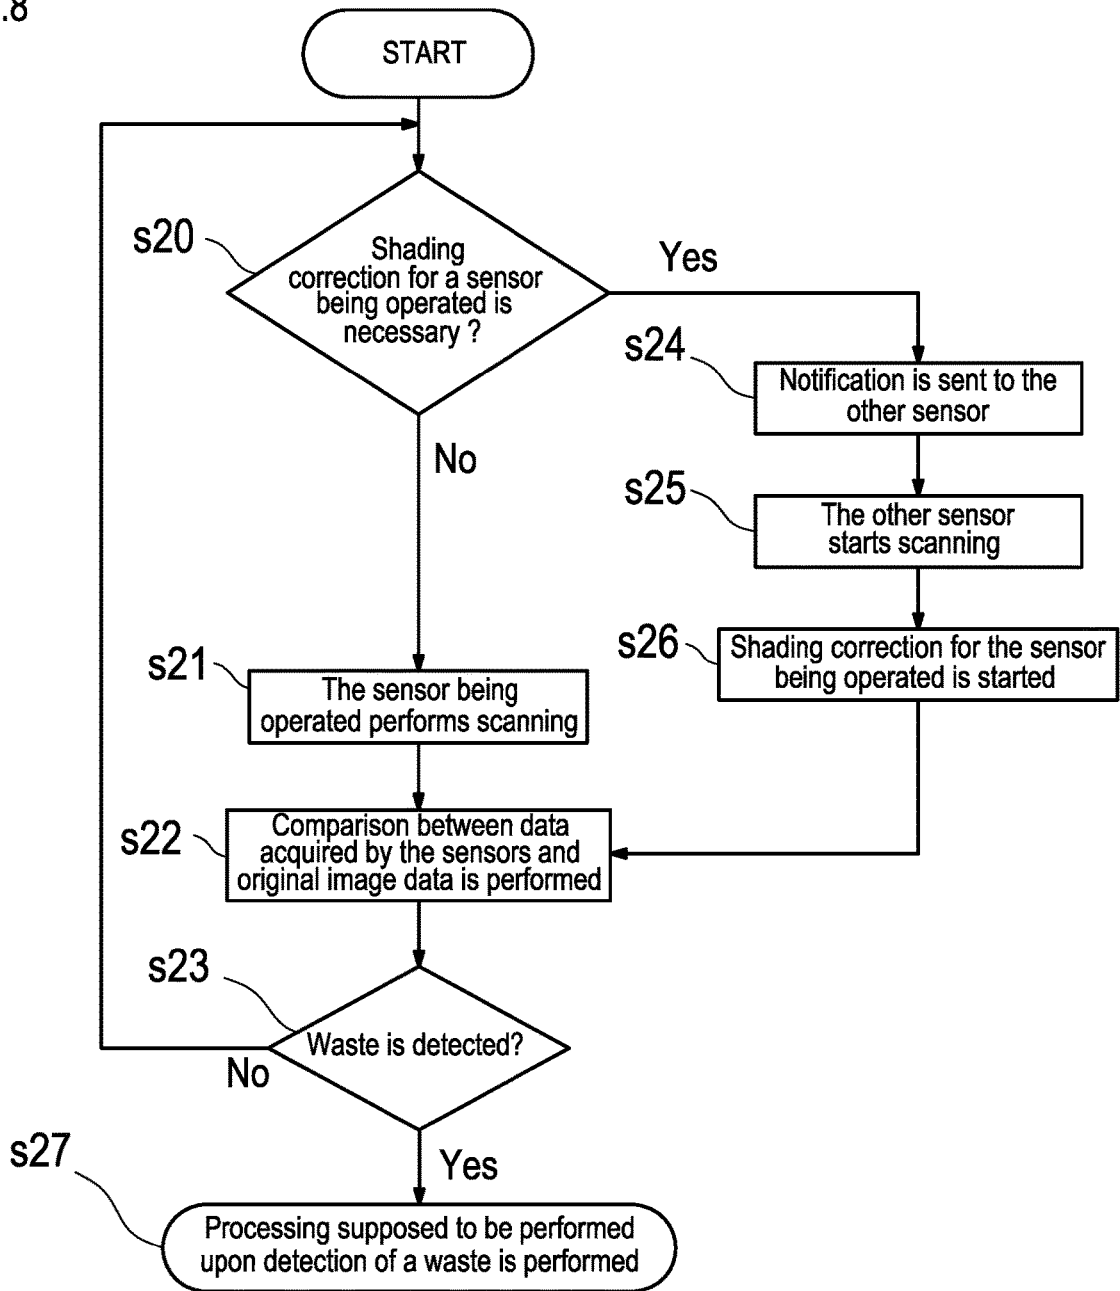 .8
START
s20
Shading
correction for a sensor
being operated is
necessary ?
Yes
No
s24
Notification is sent to the
other sensor
s25
The other sensor
starts scanning
s26
Shading correction for the sensor
being operated is started
s21
The sensor being
operated performs scanning
s22
Comparison between data
acquired by the sensors and
original image data is performed
s23
Waste is detected?
No
Yes
s27
Processing supposed to be performed
upon detection of a waste is performed